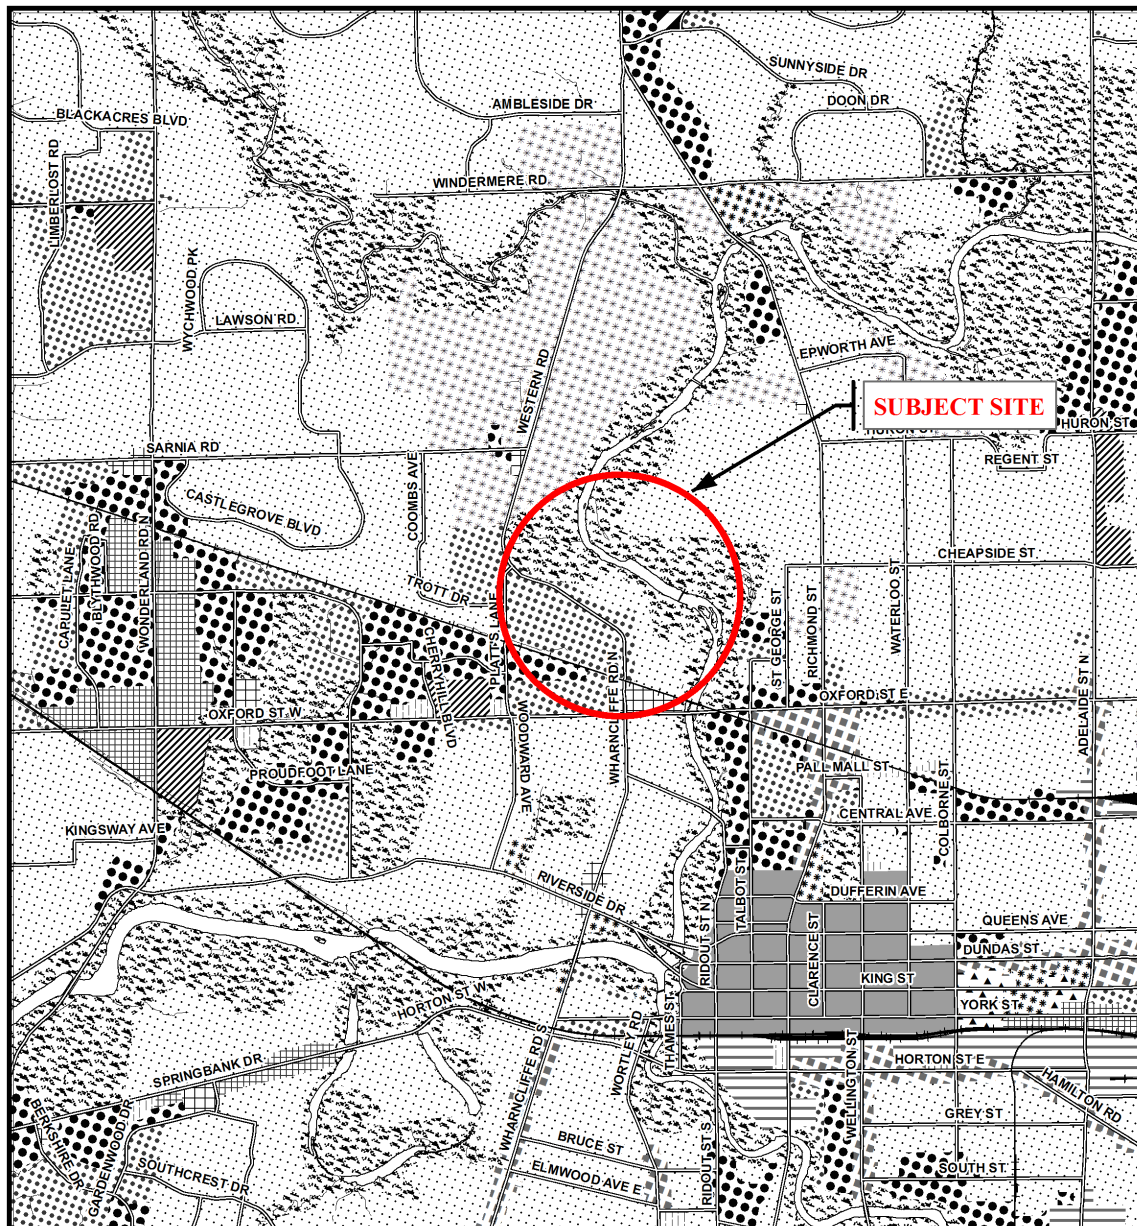 SUNNYSIDE DR
AMBLESIDE DR
DOON DR
BLACKACRES BLVD
LIMBERLOST RD
WINDERMERE RD
WYCHWOOD PK
LAWSON RD
EPWORTH AVE
WESTERN RD
SUBJECT SITE
HURON ST
HURON ST
SARNIA RD
REGENT ST
COOMBS AVE
CASTLEGROVE BLVD
CAPULET LANE
BLYTHWOOD RD
WONDERLAND RD N
CHEAPSIDE ST
TROTT DR
PLATT'S LANE
CHERRYHILL BLVD
ST GEORGE ST
RICHMOND ST
WATERLOO ST
WHARNCLIFFE RD N
ADELAIDE ST N
OXFORD ST E
OXFORD ST W
WOODWARD AVE
PROUDFOOT LANE
PALL MALL ST
COLBORNE ST
CENTRAL AVE
KINGSWAY AVE
RIVERSIDE DR
TALBOT ST
DUFFERIN AVE
RIDOUT ST N
CLARENCE ST
QUEENS AVE
DUNDAS ST
KING ST
HORTON ST W
YORK ST
THAMES ST
WORTLEY RD
WHARNCLIFFE RD S
WELLINGTON ST
HORTON ST E
SPRINGBANK DR
HAMILTON RD
BERKSHIRE DR
GARDENWOOD DR
GREY ST
BRUCE ST
SOUTHCREST DR
ELMWOOD AVE E
RIDOUT ST S
SOUTH ST